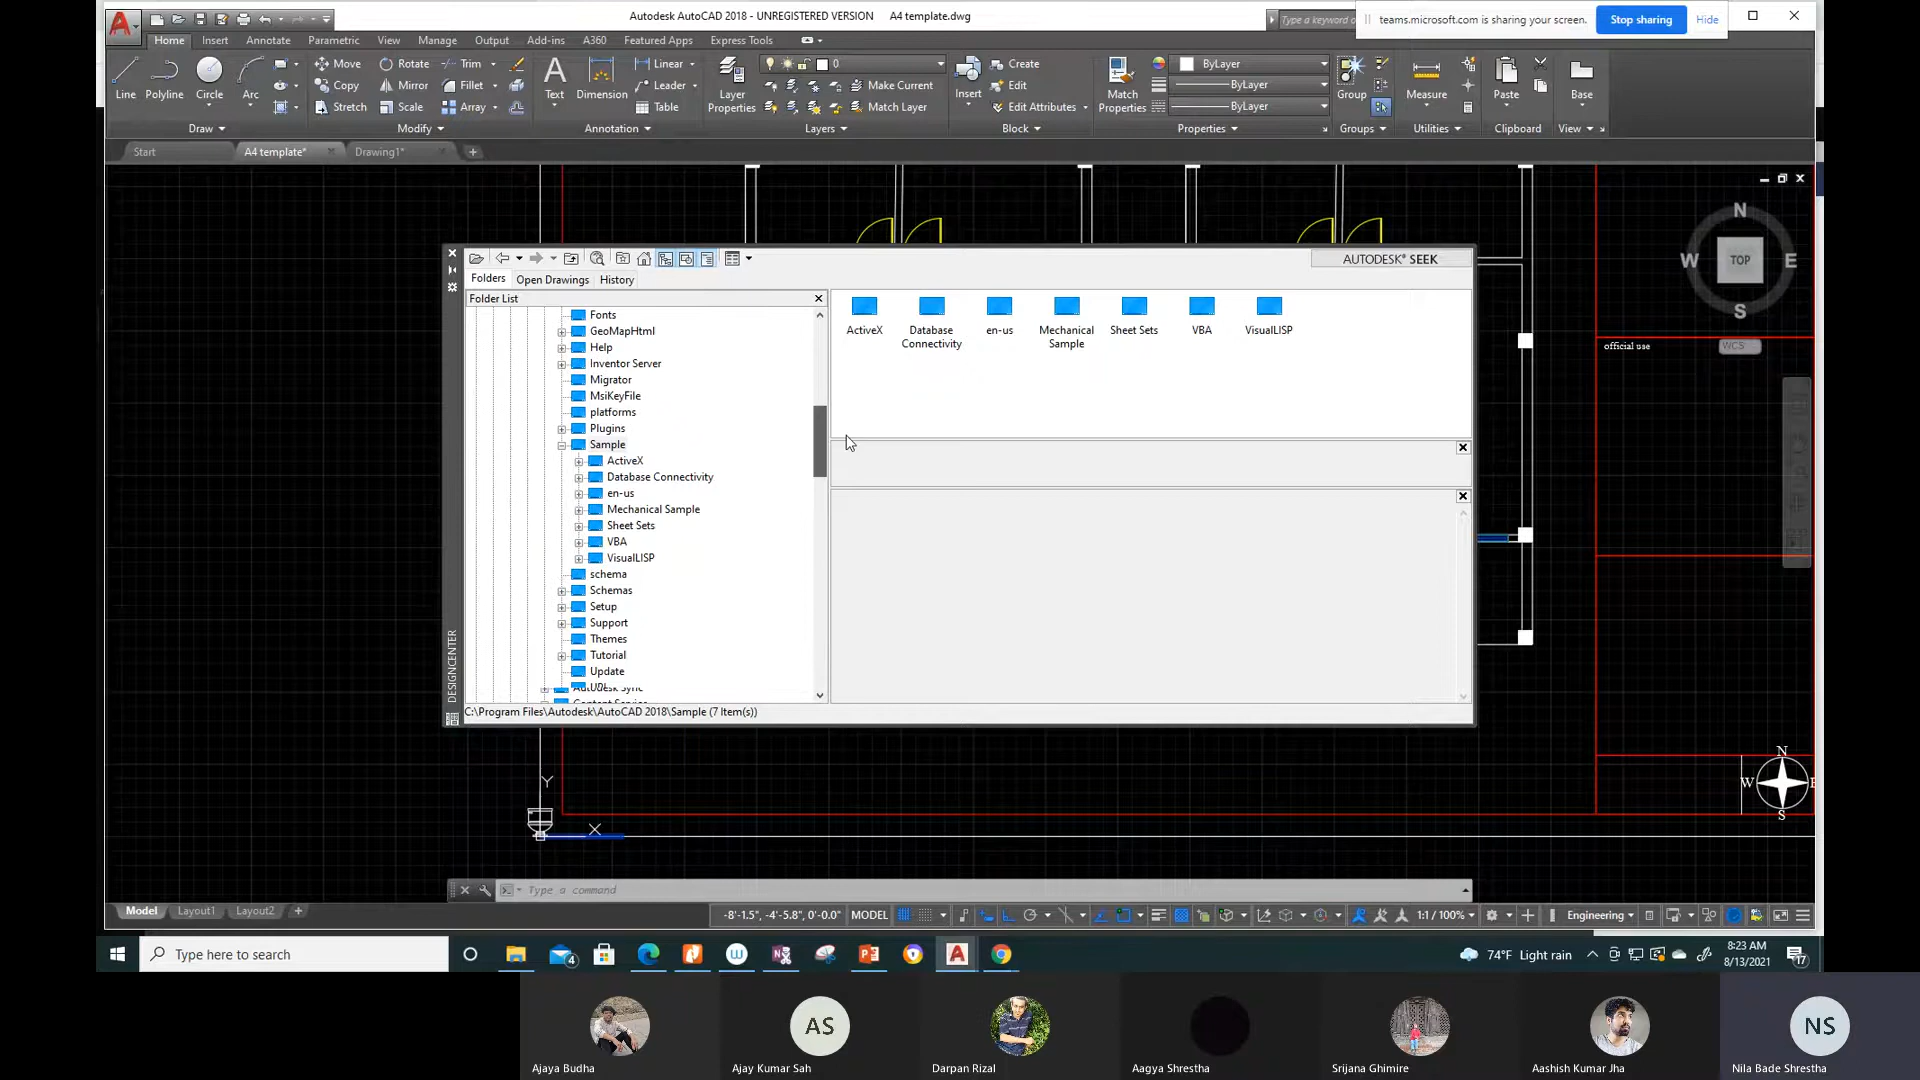 Autodesk AutoCAD 2018 - UNREGISTERED VERSION A4 template.dwg
Type a keyword o
teams.microsoft.com is sharing your screen.
Stop sharing
Hide
Home Insert Annotate Parametric View Manage Output Add-ins A360 Featured Apps Express Tools
Line Polyline Circle Arc
Move Rotate Trim
Copy Mirror Fillet
Stretch Scale Array
Text Dimension
Linear
Leader
Table
Layer Properties
0
Make Current
Match Layer
Insert
Create
Edit
Edit Attributes
Match Properties
ByLayer
ByLayer
ByLayer
Group
Measure
Paste
Base
Draw Modify Annotation Layers Block Properties Groups Utilities Clipboard View
Start A4 template* Drawing1*
N
W TOP E
S
WCS
official use
AUTODESK® SEEK
Folders Open Drawings History
Folder List
Fonts
GeoMapHtml
Help
Inventor Server
Migrator
MsiKeyFile
platforms
Plugins
Sample
ActiveX
Database Connectivity
en-us
Mechanical Sample
Sheet Sets
VBA
VisualLISP
schema
Schemas
Setup
Support
Themes
Tutorial
Update
Autodesk Sync
ActiveX Database Connectivity en-us Mechanical Sample Sheet Sets VBA VisualLISP
DESIGNCENTER
C:\Program Files\Autodesk\AutoCAD 2018\Sample (7 Item(s))
Y
X
N
W E
S
Type a command
Model Layout1 Layout2
-8'-1.5", -4'-5.8", 0'-0.0" MODEL
1:1 / 100%
Engineering
Type here to search
4
74°F Light rain
8:23 AM
8/13/2021
17
AS
NS
Ajaya Budha
Ajay Kumar Sah
Darpan Rizal
Aagya Shrestha
Srijana Ghimire
Aashish Kumar Jha
Nila Bade Shrestha